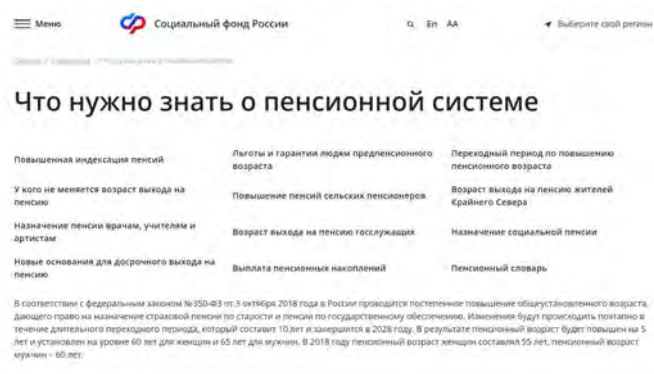 Меню
Социальный фонд России
En AA
Выберите свой регион
Что нужно знать о пенсионной системе
Повышенная индексация пенсий
Льготы и гарантии людям предпенсионного
возраста
Переходный период по повышению
пенсионного возраста
У кого не меняется возраст выхода на
пенсию
Повышение пенсий сельских пенсионеров
Возраст выхода на пенсию жителей
Крайнего Севера
Назначение пенсии врачам, учителям и
артистам
Возраст выхода на пенсию госслужащих
Назначение социальной пенсии
Новые основания для досрочного выхода на
пенсию
Выплата пенсионных накоплений
Пенсионный словарь
В соответствии с федеральным законом №350-ФЗ от 3 октября 2018 года в России проводится постепенное повышение общеустановленного возраста,
дающего право на назначение страховой пенсии по старости и пенсии по государственному обеспечению. Изменения будут происходить поэтапно в
течение длительного переходного периода, который составит 10 лет и завершится в 2028 году. В результате пенсионный возраст будет повышен на 5
лет и установлен на уровне 60 лет для женщин и 65 лет для мужчин. В 2018 году пенсионный возраст женщин составлял 55 лет, пенсионный возраст
мужчин – 60 лет.